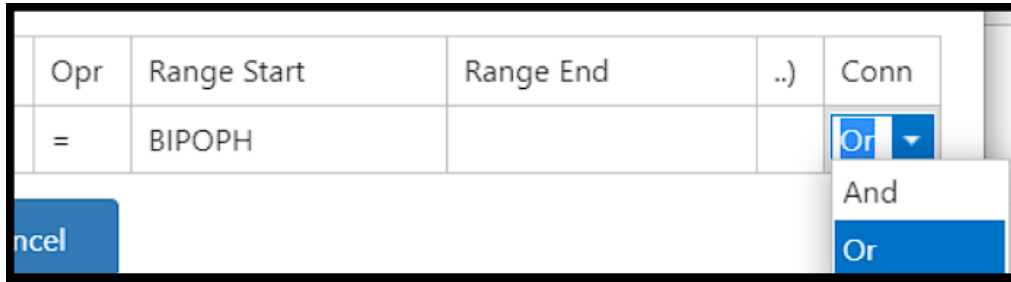 Opr Range Start Range End ..) Conn
= BIPOPH Or
And
ncel Or